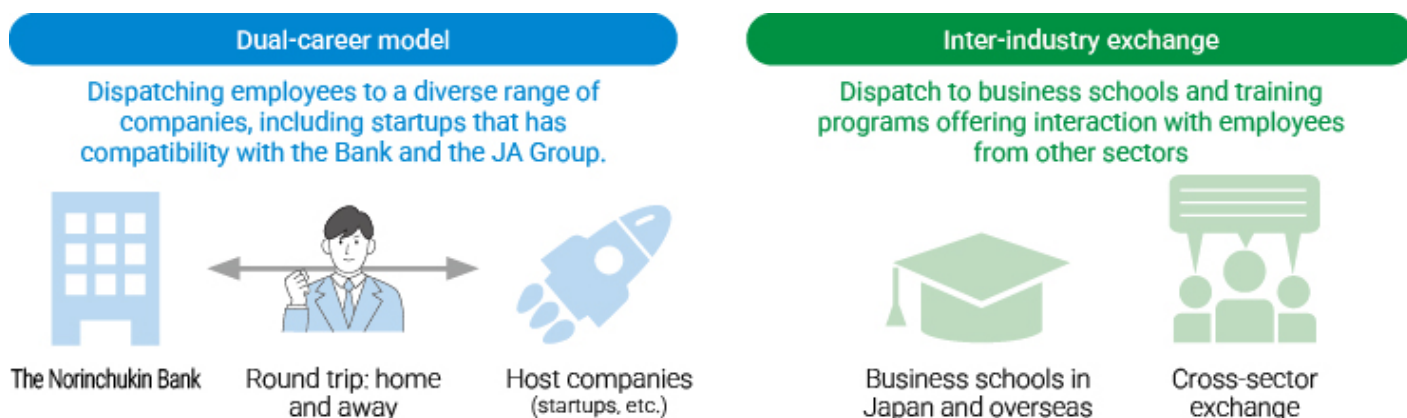 Dual-career model
Dispatching employees to a diverse range of
companies, including startups that has
compatibility with the Bank and the JA Group.
The Norinchukin Bank
Round trip: home
and away
Host companies
(startups, etc.)
Inter-industry exchange
Dispatch to business schools and training
programs offering interaction with employees
from other sectors
Business schools in
Japan and overseas
Cross-sector
exchange